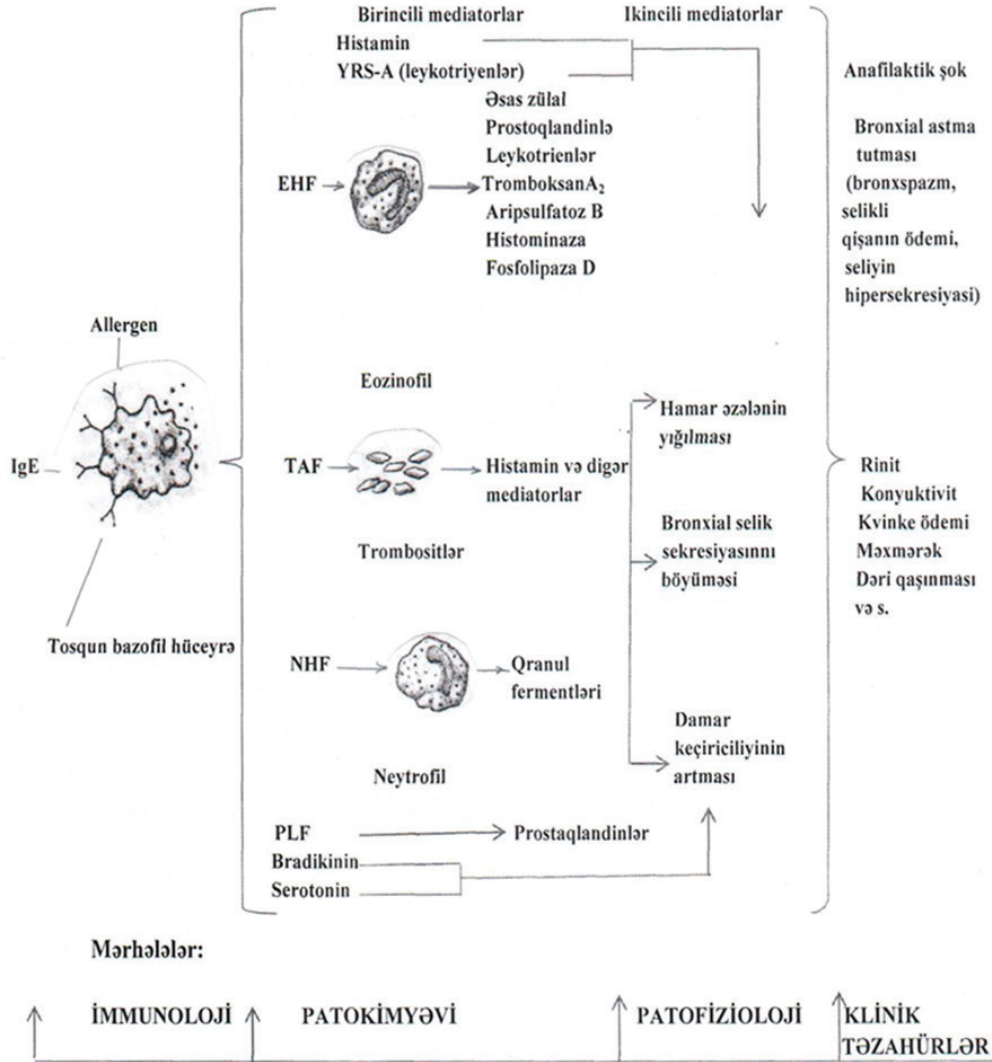 Birincili mediatorlar
Ikincili mediatorlar
Histamin
YRS-A (leykotriyenlər)
Əsas zülal
Prostoqlandinlə
Leykotrienlər
EHF
TromboksanA₂
Aripsulfatoz B
Histominaza
Fosfolipaza D
Anafilaktik şok
Bronxial astma
tutması
(bronxspazm,
selikli
qişanın ödemi,
seliyin
hipersekresiyasi)
Allergen
IgE
Tosqun bazofil hüceyrə
Eozinofil
TAF
Histamin və digər
mediatorlar
Trombositlər
NHF
Qranul
fermentləri
Neytrofil
PLF
Prostaqlandinlər
Bradikinin
Serotonin
Hamar əzələnin
yığılması
Bronxial selik
sekresiyasınnı
böyüməsi
Damar
keçiriciliyinin
artması
Rinit
Konyuktivit
Kvinke ödemi
Məxmərək
Dəri qaşınması
və s.
Mərhələlər:
İMMUNOLOJİ
PATOKİMYƏVİ
PATOFİZİOLOJİ
KLİNİK
TƏZAHÜRLƏR